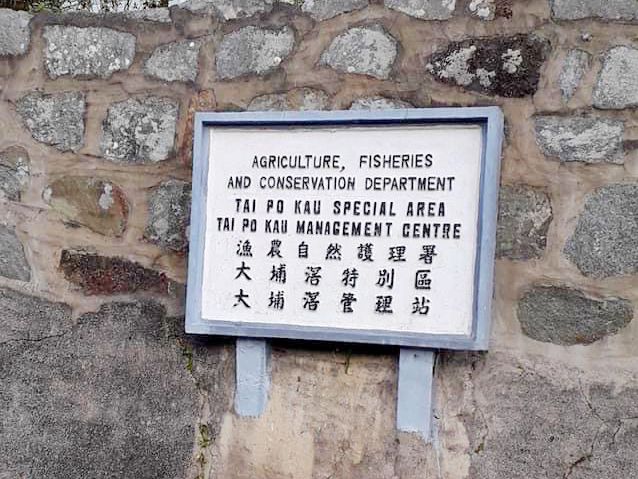 AGRICULTURE, FISHERIES
AND CONSERVATION DEPARTMENT
TAI PO KAU SPECIAL AREA
TAI PO KAU MANAGEMENT CENTRE
漁農自然護理署
大埔滘特別區
大埔滘管理站